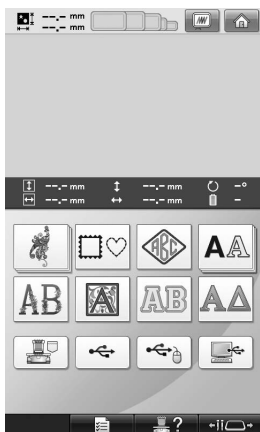 --.- mm
--.- mm
--.- mm --.- mm -°
--.- mm --.- mm -
ABC AA
AB A AB AΔ
?